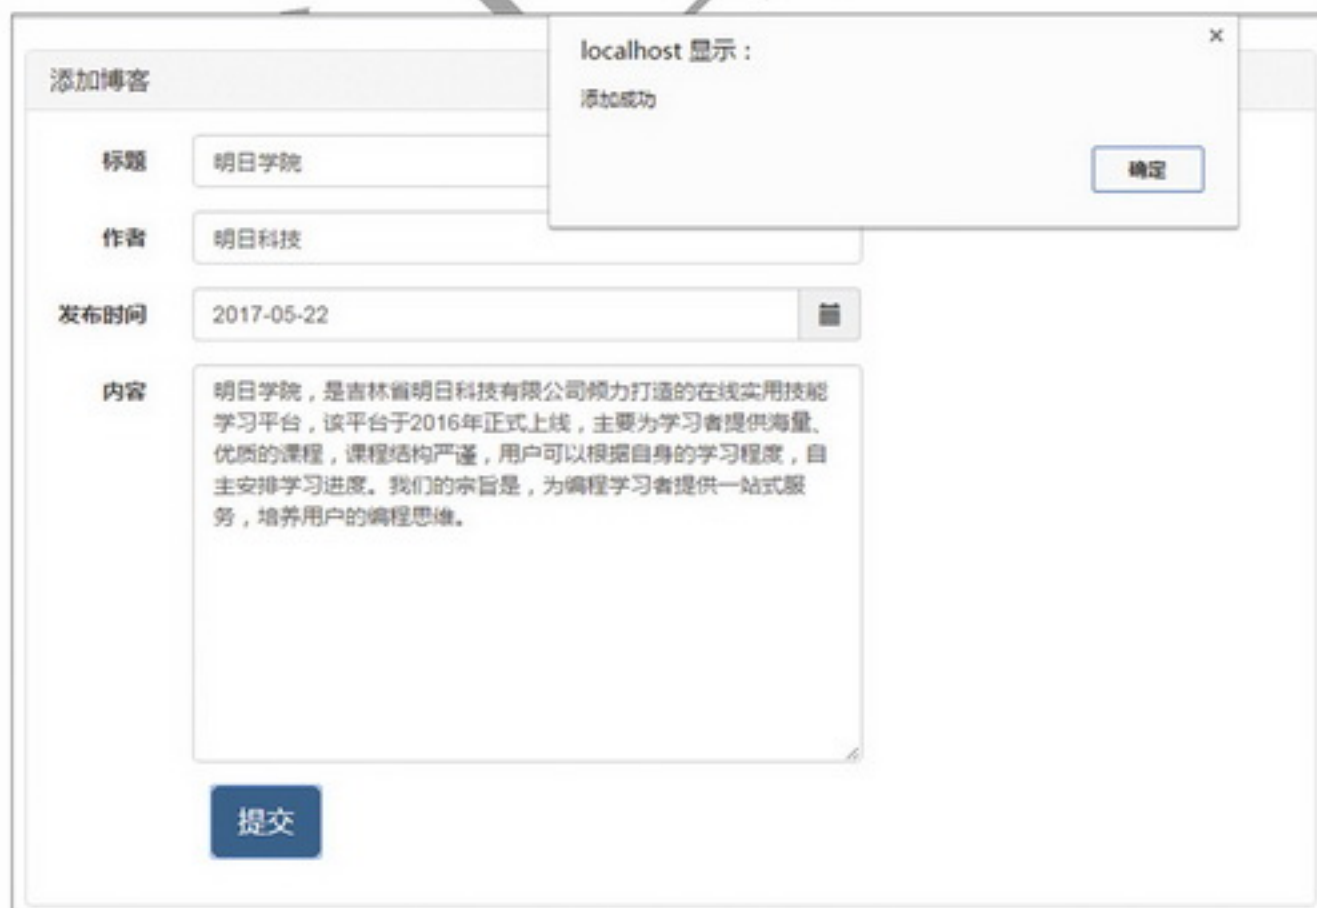 localhost 显示：
添加成功
确定
添加博客
标题
明日学院
作者
明日科技
发布时间
2017-05-22
内容
明日学院，是吉林省明日科技有限公司倾力打造的在线实用技能
学习平台，该平台于2016年正式上线，主要为学习者提供海量、
优质的课程，课程结构严谨，用户可以根据自身的学习程度，自
主安排学习进度。我们的宗旨是，为编程学习者提供一站式服
务，培养用户的编程思维。
提交